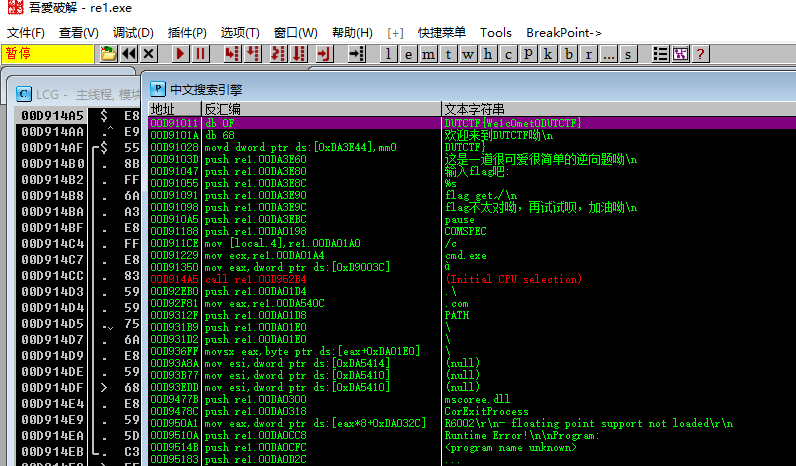 吾愛破解 - re1.exe
文件(F) 查看(V) 调试(D) 插件(P) 选项(T) 窗口(W) 帮助(H) [+] 快捷菜单 Tools BreakPoint->
暂停 l e m t w h c p k b r ... s
LCG - 主线程, 模块
中文搜索引擎
地址 反汇编 文本字符串
00D914A5 $ E8
00D914AA .^ E9
00D914AF $ 55
00D914B0 . 8B
00D914B2 . FF
00D914B8 . 6A
00D914BA . A3
00D914BF . E8
00D914C4 . FF
00D914C7 . E8
00D914CC . 83
00D914D3 . 59
00D914D4 . 59
00D914D5 .v 75
00D914D7 . 6A
00D914D9 . E8
00D914DE . 59
00D914DF > 68
00D914E4 . E8
00D914E9 . 59
00D914EA . 5D
00D914EB . C3
00D91011 db 0F DUTCTF{We1c0met0DUTCTF}
00D9101A db 68 欢迎来到DUTCTF呦\n
00D91028 movd dword ptr ds:[0xDA3E44],mm0 DUTCTF}
00D9103D push re1.00DA3E60 这是一道很可爱很简单的逆向题呦\n
00D91047 push re1.00DA3E80 输入flag吧:
00D91055 push re1.00DA3E8C %s
00D91091 push re1.00DA3E90 flag get√\n
00D91098 push re1.00DA3E9C flag不太对呦，再试试呗，加油呦\n
00D910A5 push re1.00DA3EBC pause
00D91188 push re1.00DA0198 COMSPEC
00D911CE mov [local.4],re1.00DA01A0 /c
00D91229 mov ecx,re1.00DA01A4 cmd.exe
00D91350 mov eax,dword ptr ds:[0xD9003C] à
00D914A5 call re1.00D952B4 (Initial CPU selection)
00D92EB0 push re1.00DA01D4 .\
00D92F81 mov eax,re1.00DA540C .com
00D9312F push re1.00DA01D8 PATH
00D931B9 push re1.00DA01E0 \
00D931D2 push re1.00DA01E0 \
00D936FF movsx eax,byte ptr ds:[eax+0xDA01E0] \
00D93A8A mov esi,dword ptr ds:[0xDA5414] (null)
00D93B77 mov esi,dword ptr ds:[0xDA5410] (null)
00D93EDD mov esi,dword ptr ds:[0xDA5410] (null)
00D9477B push re1.00DA0300 mscoree.dll
00D9478C push re1.00DA0318 CorExitProcess
00D950A1 mov eax,dword ptr ds:[eax*8+0xDA032C] R6002\r\n- floating point support not loaded\r\n
00D9510A push re1.00DA0CC8 Runtime Error!\n\nProgram:
00D9514B push re1.00DA0CFC <program name unknown>
00D95183 push re1.00DA0D2C ...